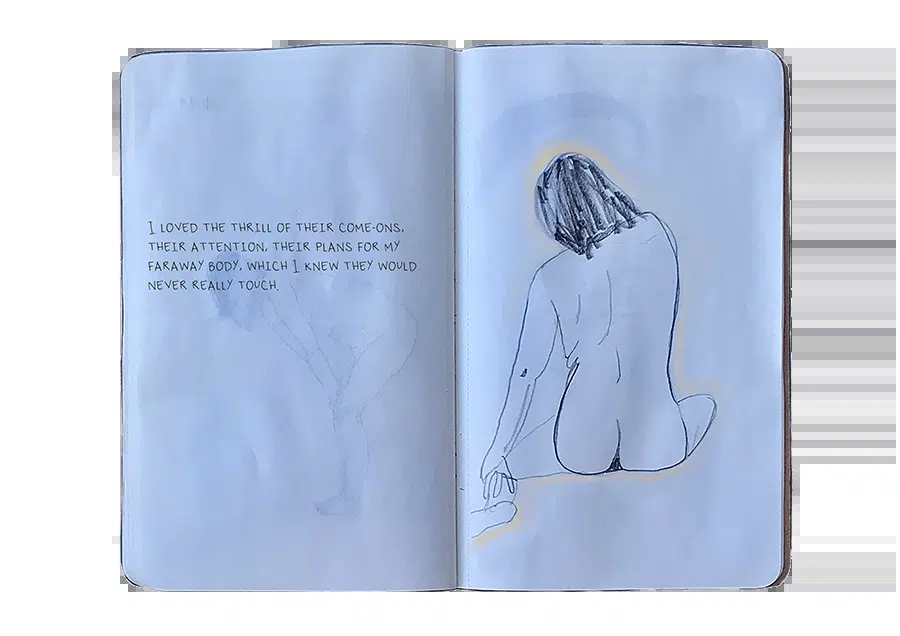 I LOVED THE THRILL OF THEIR COME-ONS,
THEIR ATTENTION, THEIR PLANS FOR MY
FARAWAY BODY, WHICH I KNEW THEY WOULD
NEVER REALLY TOUCH.